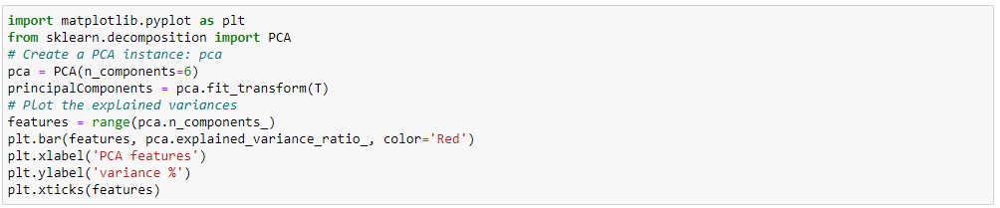 import matplotlib.pyplot as plt
from sklearn.decomposition import PCA
# Create a PCA instance: pca
pca = PCA(n_components=6)
principalComponents = pca.fit_transform(T)
# Plot the explained variances
features = range(pca.n_components_)
plt.bar(features, pca.explained_variance_ratio_, color='Red')
plt.xlabel('PCA features')
plt.ylabel('variance %')
plt.xticks(features)